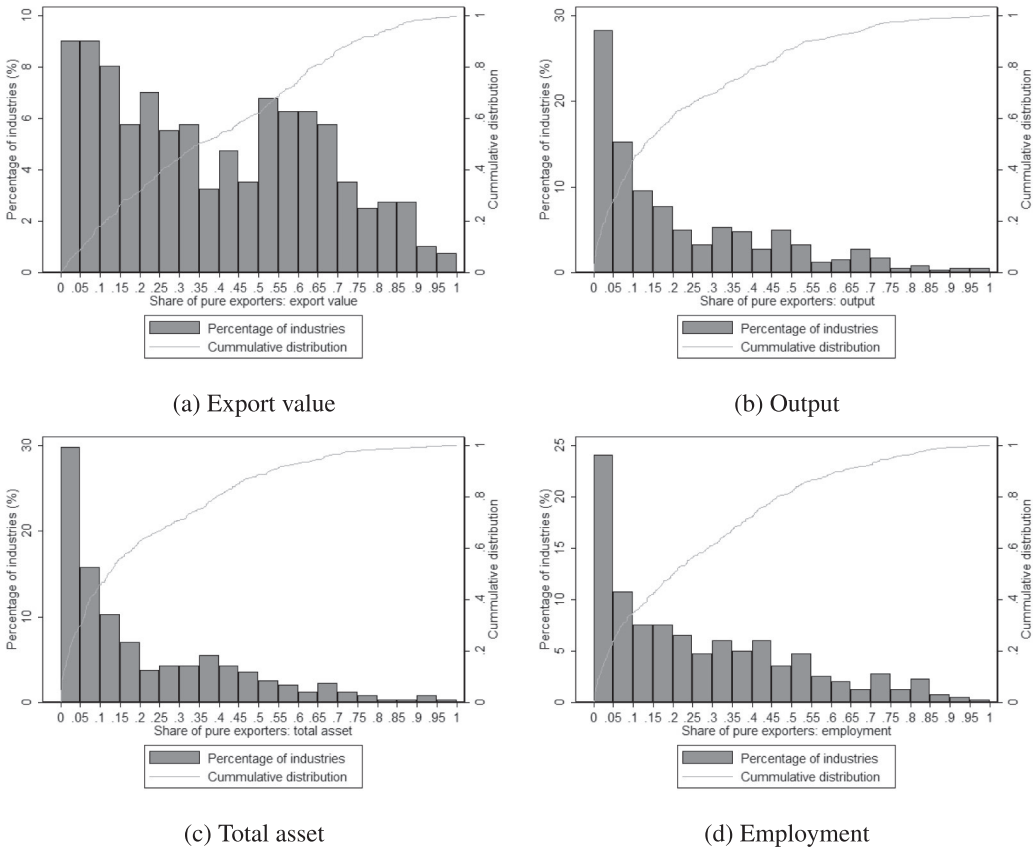 10
8
6
4
2
0
Percentage of industries (%)
1
.8
.6
.4
.2
0
Cummulative distribution
0 .05 .1 .15 .2 .25 .3 .35 .4 .45 .5 .55 .6 .65 .7 .75 .8 .85 .9 .95 1
Share of pure exporters: export value
Percentage of industries
Cummulative distribution
(a) Export value
30
20
10
0
Percentage of industries (%)
1
.8
.6
.4
.2
0
Cummulative distribution
0 .05 .1 .15 .2 .25 .3 .35 .4 .45 .5 .55 .6 .65 .7 .75 .8 .85 .9 .95 1
Share of pure exporters: output
Percentage of industries
Cummulative distribution
(b) Output
30
20
10
0
Percentage of industries (%)
1
.8
.6
.4
.2
0
Cummulative distribution
0 .05 .1 .15 .2 .25 .3 .35 .4 .45 .5 .55 .6 .65 .7 .75 .8 .85 .9 .95 1
Share of pure exporters: total asset
Percentage of industries
Cummulative distribution
(c) Total asset
25
20
15
10
5
0
Percentage of industries (%)
1
.8
.6
.4
.2
0
Cummulative distribution
0 .05 .1 .15 .2 .25 .3 .35 .4 .45 .5 .55 .6 .65 .7 .75 .8 .85 .9 .95 1
Share of pure exporters: employment
Percentage of industries
Cummulative distribution
(d) Employment